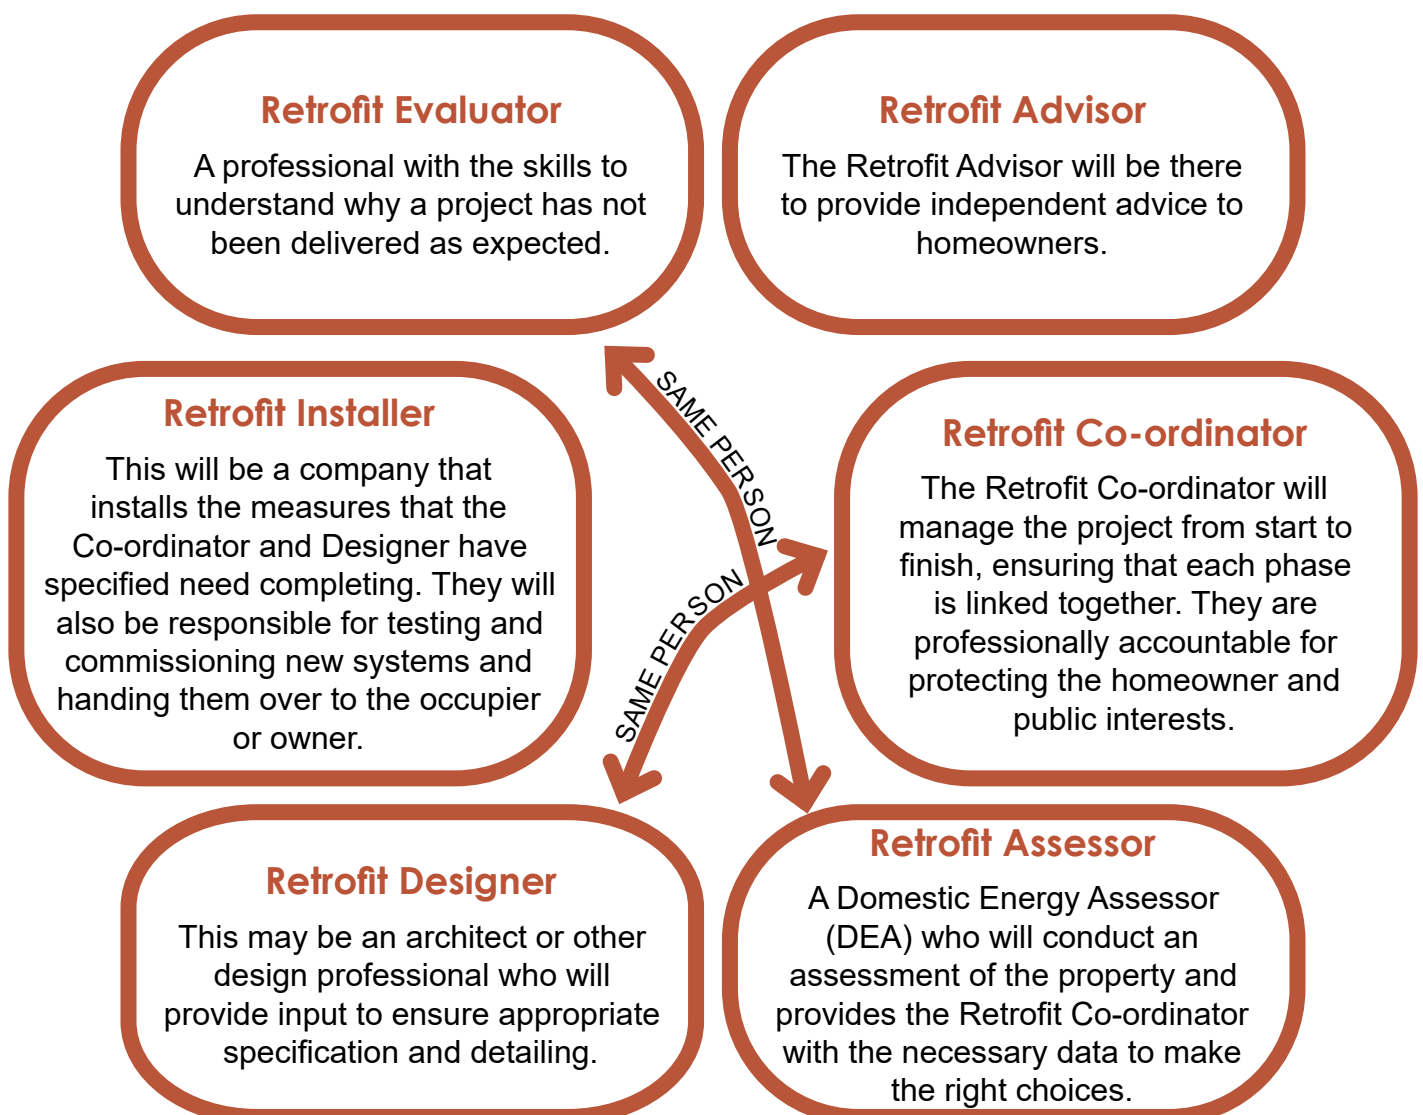 Retrofit Evaluator
A professional with the skills to
understand why a project has not
been delivered as expected.
Retrofit Advisor
The Retrofit Advisor will be there
to provide independent advice to
homeowners.
Retrofit Installer
This will be a company that
installs the measures that the
Co-ordinator and Designer have
specified need completing. They will
also be responsible for testing and
commissioning new systems and
handing them over to the occupier
or owner.
SAME PERSON
SAME PERSON
Retrofit Co-ordinator
The Retrofit Co-ordinator will
manage the project from start to
finish, ensuring that each phase
is linked together. They are
professionally accountable for
protecting the homeowner and
public interests.
Retrofit Designer
This may be an architect or other
design professional who will
provide input to ensure appropriate
specification and detailing.
Retrofit Assessor
A Domestic Energy Assessor
(DEA) who will conduct an
assessment of the property and
provides the Retrofit Co-ordinator
with the necessary data to make
the right choices.